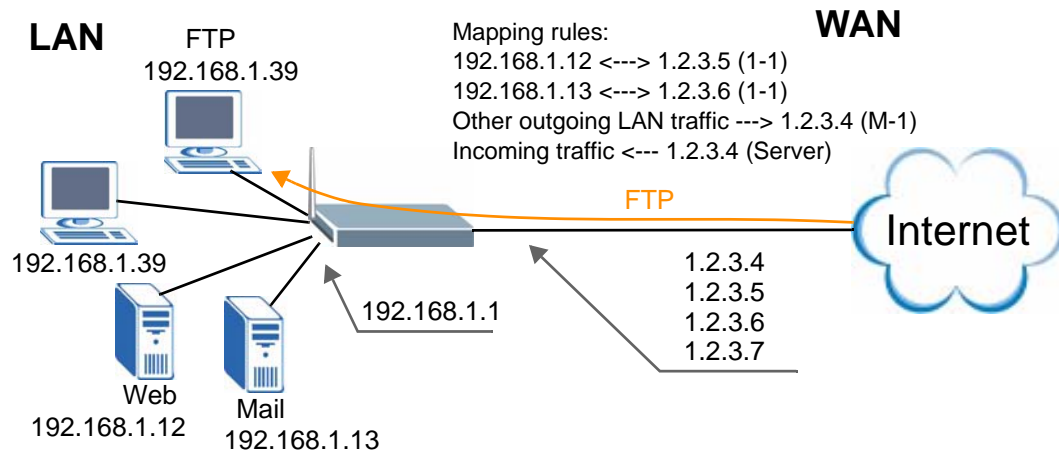 LAN
FTP
192.168.1.39
Mapping rules:
192.168.1.12 <---> 1.2.3.5 (1-1)
192.168.1.13 <---> 1.2.3.6 (1-1)
Other outgoing LAN traffic ---> 1.2.3.4 (M-1)
Incoming traffic <--- 1.2.3.4 (Server)
WAN
FTP
Internet
192.168.1.39
192.168.1.1
1.2.3.4
1.2.3.5
1.2.3.6
1.2.3.7
Web
192.168.1.12
Mail
192.168.1.13